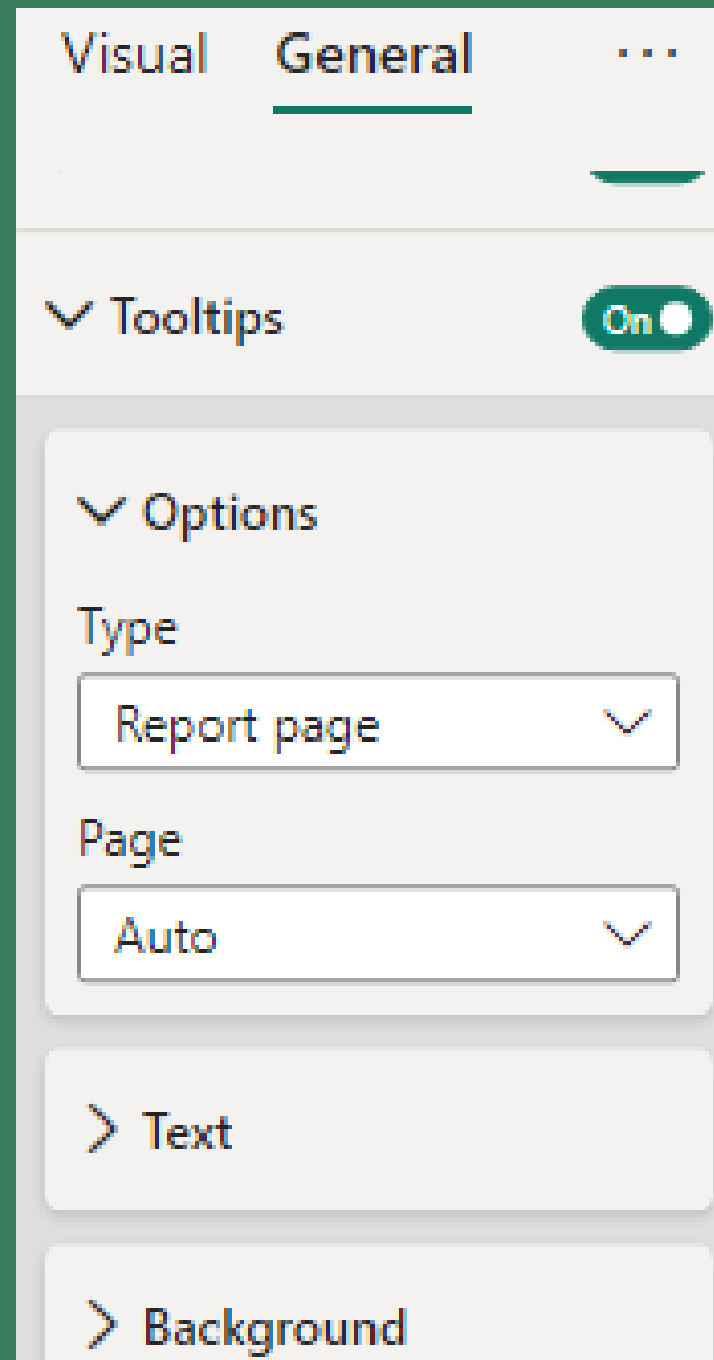 Visual General ...
Tooltips On
Options
Type
Report page
Page
Auto
Text
Background